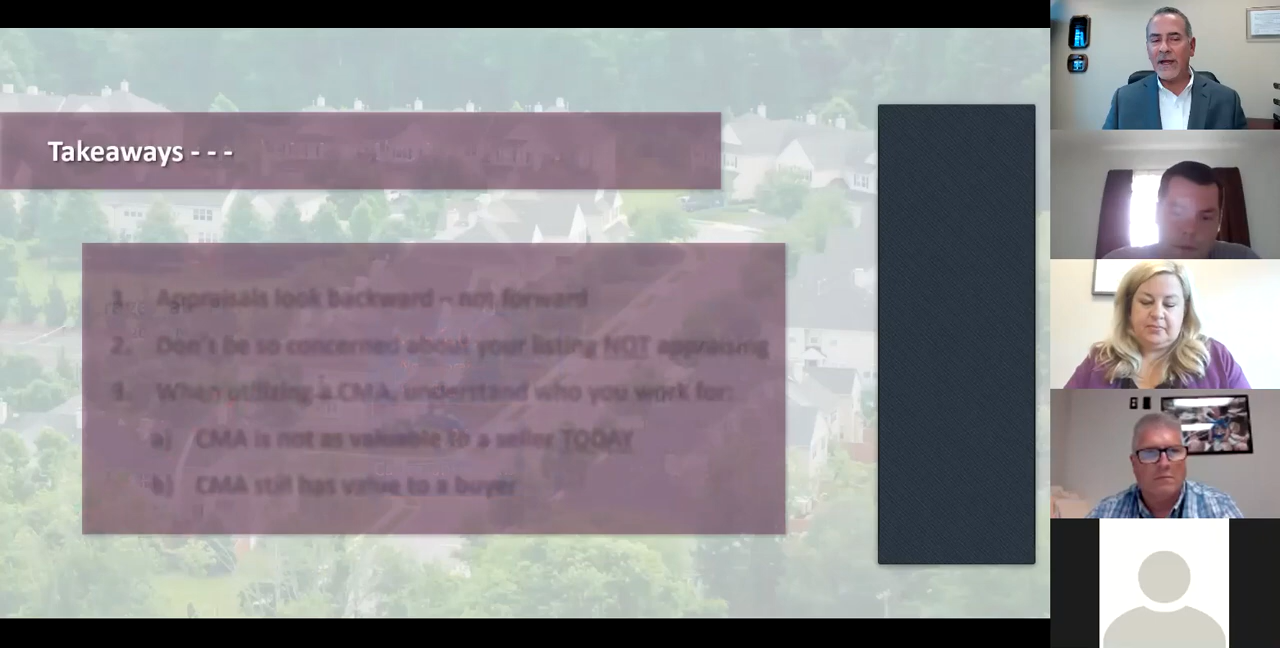 Takeaways - - -
1. Appraisals look backward – not forward
2. Don't be so concerned about your listing NOT appraising
3. When utilizing a CMA, understand who you work for:
a) CMA is not as valuable to a seller TODAY
b) CMA still has value to a buyer